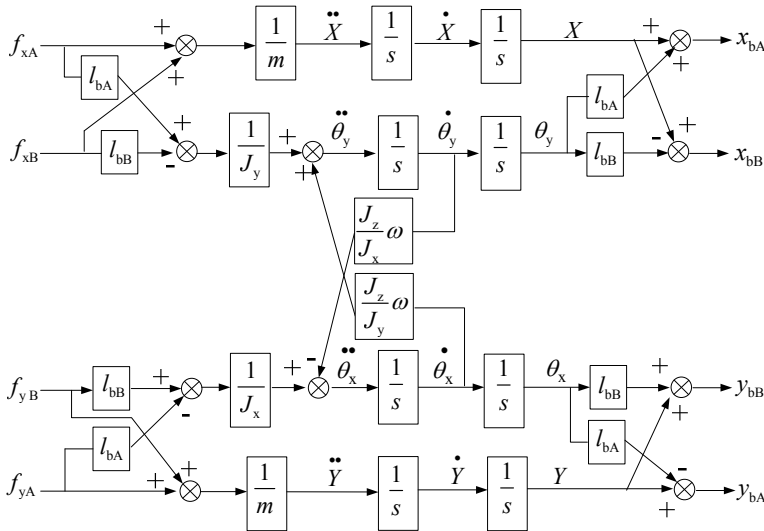 f_xA + + 1/m Ẍ 1/s Ẋ 1/s X + + x_bA
l_bA l_bA
f_xB l_bB + - 1/J_y + + θ̈_y 1/s θ̇_y 1/s θ_y l_bB - + x_bB
J_z/J_x ω
J_z/J_y ω
f_yB l_bB + - 1/J_x + - θ̈_x 1/s θ̇_x 1/s θ_x l_bB + + y_bB
l_bA l_bA
f_yA + + 1/m Ÿ 1/s Ẏ 1/s Y + - y_bA